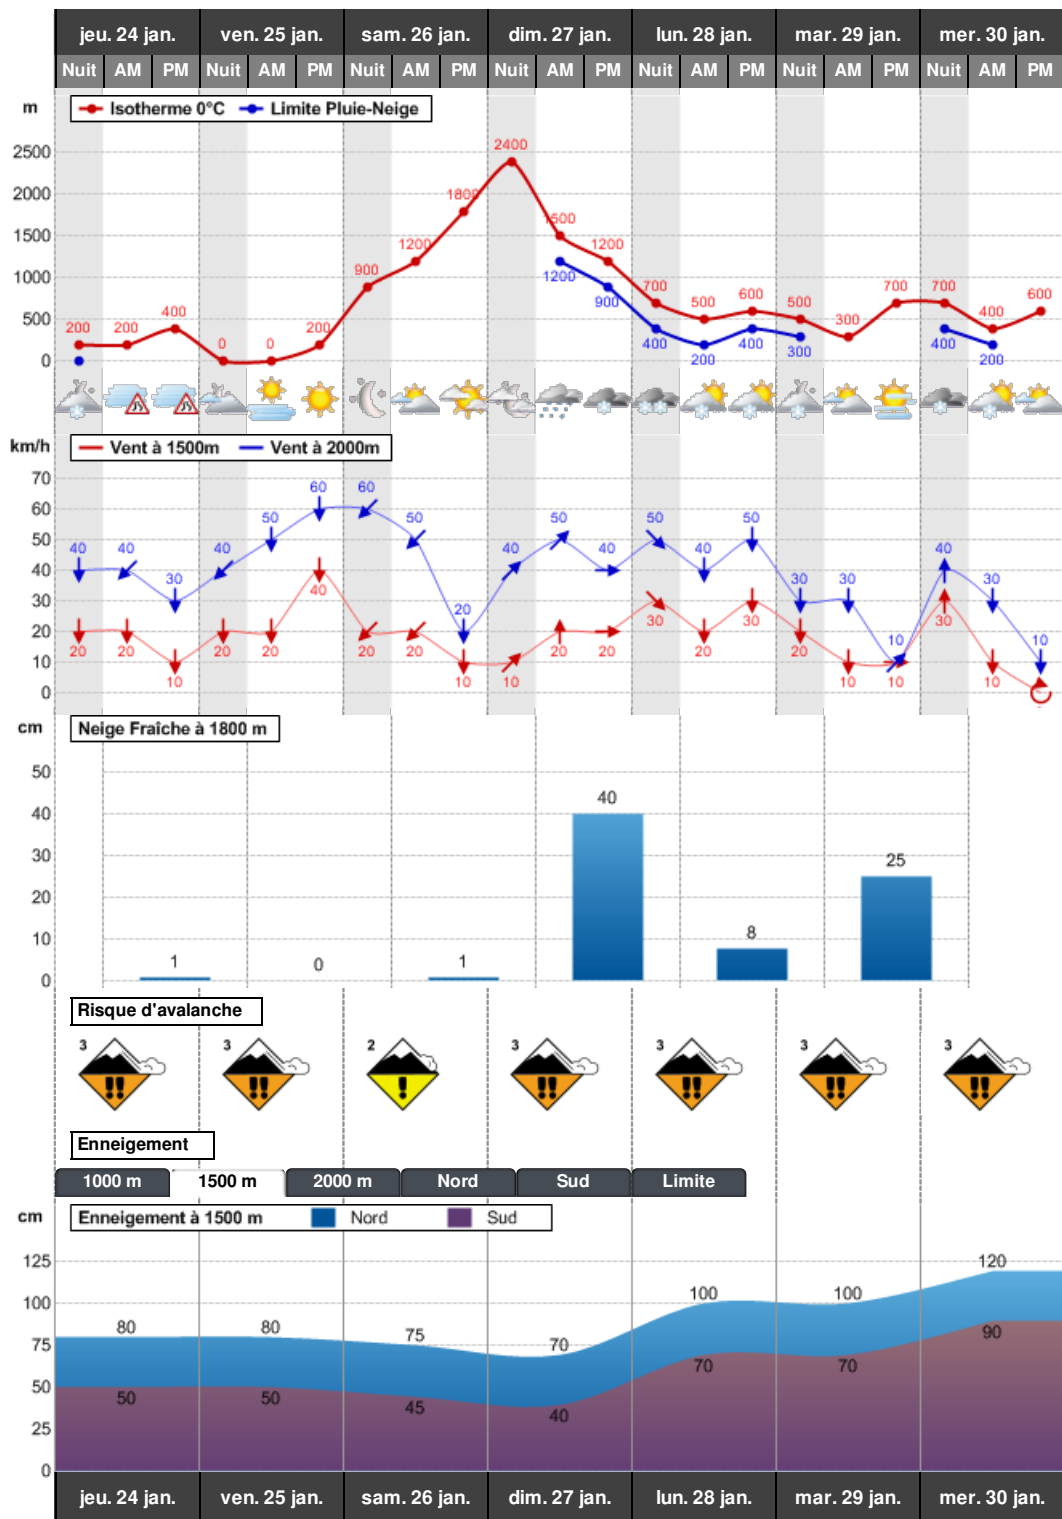 jeu. 24 jan. ven. 25 jan. sam. 26 jan. dim. 27 jan. lun. 28 jan. mar. 29 jan. mer. 30 jan.
Nuit AM PM Nuit AM PM Nuit AM PM Nuit AM PM Nuit AM PM Nuit AM PM Nuit AM PM
m Isotherme 0°C Limite Pluie-Neige
2500
2000
1500
1000
500
0
200 200 400 0 0 200 900 1200 1800 2400 1500 1200 700 500 600 500 300 700 700 400 600
1200 900 400 200 400 300 400 200
km/h Vent à 1500m Vent à 2000m
70
60
50
40
30
20
10
0
40 40 30 40 50 60 60 50 20 40 50 40 50 40 50 30 30 10 40 30 10
20 20 10 20 20 40 20 20 10 10 20 20 30 20 30 20 10 10 30 10
cm Neige Fraîche à 1800 m
50
40
30
20
10
0
1 0 1 40 8 25
Risque d'avalanche
3 3 2 3 3 3 3
Enneigement
1000 m 1500 m 2000 m Nord Sud Limite
cm Enneigement à 1500 m Nord Sud
125
100
75
50
25
0
80 80 75 70 100 100 120
50 50 45 40 70 70 90
jeu. 24 jan. ven. 25 jan. sam. 26 jan. dim. 27 jan. lun. 28 jan. mar. 29 jan. mer. 30 jan.